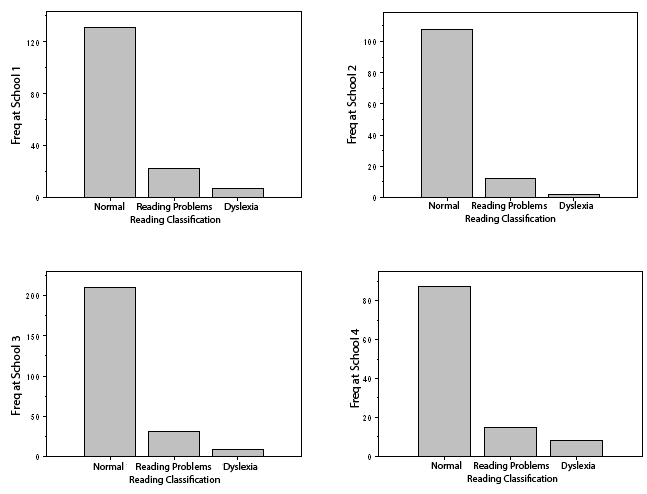 Freq at School 1
120
80
40
0
Normal Reading Problems Dyslexia
Reading Classification
Freq at School 2
100
80
60
40
20
0
Normal Reading Problems Dyslexia
Reading Classification
Freq at School 3
200
150
100
50
0
Normal Reading Problems Dyslexia
Reading Classification
Freq at School 4
80
60
40
20
0
Normal Reading Problems Dyslexia
Reading Classification